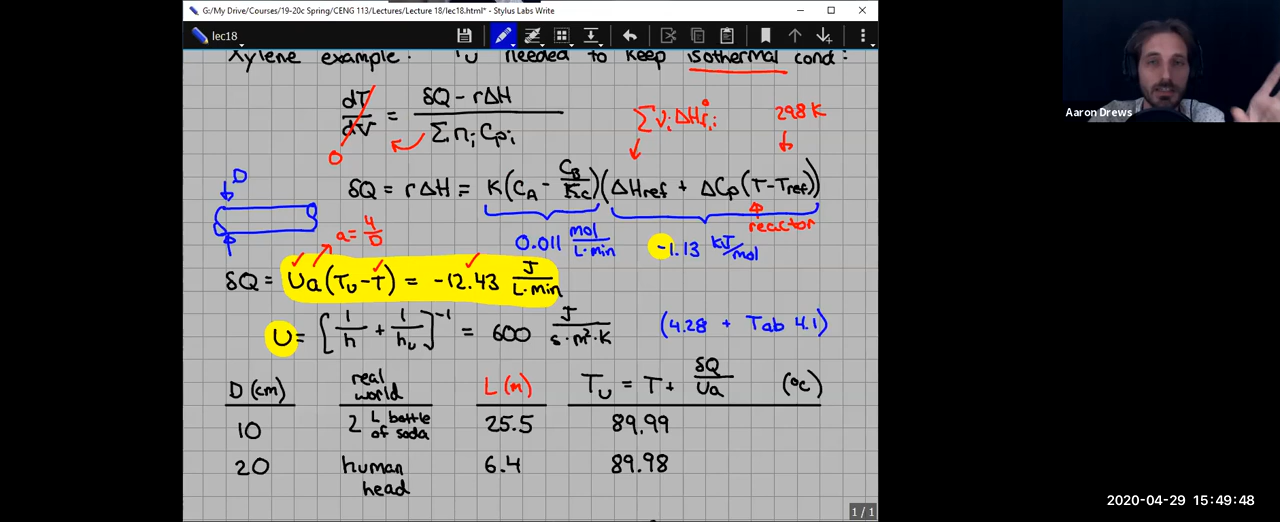 G:/My Drive/Courses/19-20c Spring/CENG 113/Lectures/Lecture 18/lec18.html* - Stylus Labs Write
lec18
Aaron Drews
Xylene example: Tu needed to keep isothermal cond:
dT/dV = (δQ - rΔH)/(Σ nᵢ Cpᵢ)
0
Σ νᵢ ΔH°fᵢ
298 K
δQ = rΔH = k(CA - CB/KC)(ΔHref + ΔCp(T-Tref))
D
a = 4/D
reactor
0.011 mol/L·min
-1.13 kJ/mol
δQ = Ua(Tu-T) = -12.43 J/L·min
U = [1/h + 1/hu]⁻¹ = 600 J/s·m²·K
(4.28 + Tab 4.1)
D (cm) real world L (m) Tu = T + δQ/Ua (°C)
10 2 L bottle of soda 25.5 89.99
20 human head 6.4 89.98
1 / 1
2020-04-29 15:49:48